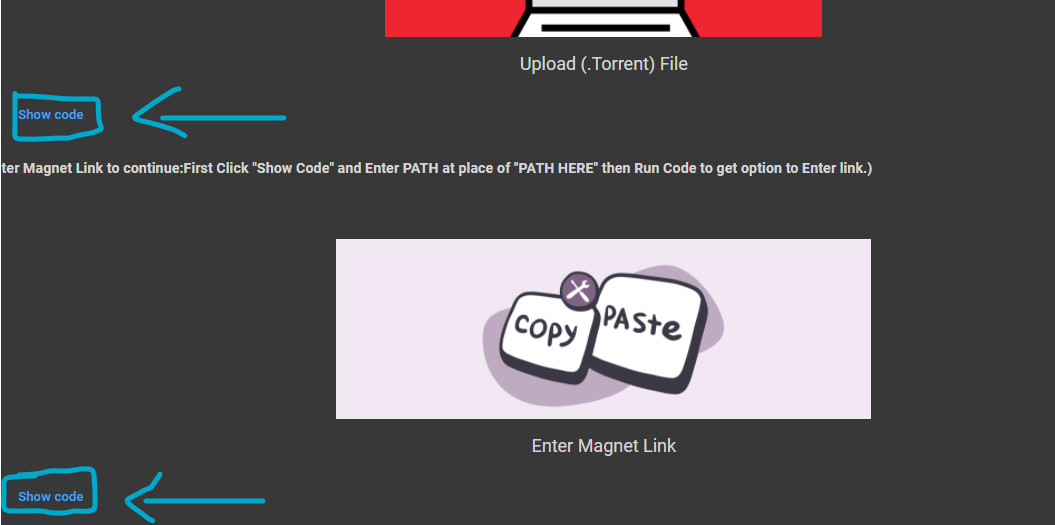 Upload (.Torrent) File
Show code
ter Magnet Link to continue:First Click "Show Code" and Enter PATH at place of "PATH HERE" then Run Code to get option to Enter link.)
COPY PASte
Enter Magnet Link
Show code